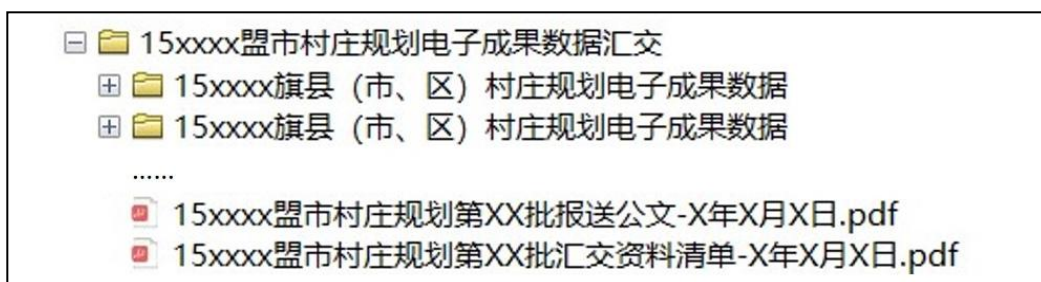 15xxxx盟市村庄规划电子成果数据汇交
15xxxx旗县（市、区）村庄规划电子成果数据
15xxxx旗县（市、区）村庄规划电子成果数据
......
15xxxx盟市村庄规划第XX批报送公文-X年X月X日.pdf
15xxxx盟市村庄规划第XX批汇交资料清单-X年X月X日.pdf